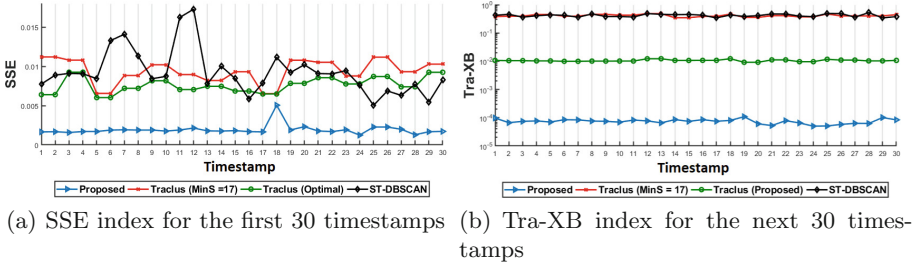 (a)
SSE
0.015
0.01
0.005
0
1 2 3 4 5 6 7 8 9 10 11 12 13 14 15 16 17 18 19 20 21 22 23 24 25 26 27 28 29 30
Timestamp
Proposed Traclus (MinS =17) Traclus (Optimal) ST-DBSCAN
(a) SSE index for the first 30 timestamps
(b)
Tra-XB
10^0
10^-1
10^-2
10^-3
10^-4
10^-5
1 2 3 4 5 6 7 8 9 10 11 12 13 14 15 16 17 18 19 20 21 22 23 24 25 26 27 28 29 30
Timestamp
Proposed Traclus (MinS = 17) Traclus (Proposed) ST-DBSCAN
(b) Tra-XB index for the next 30 times-
tamps